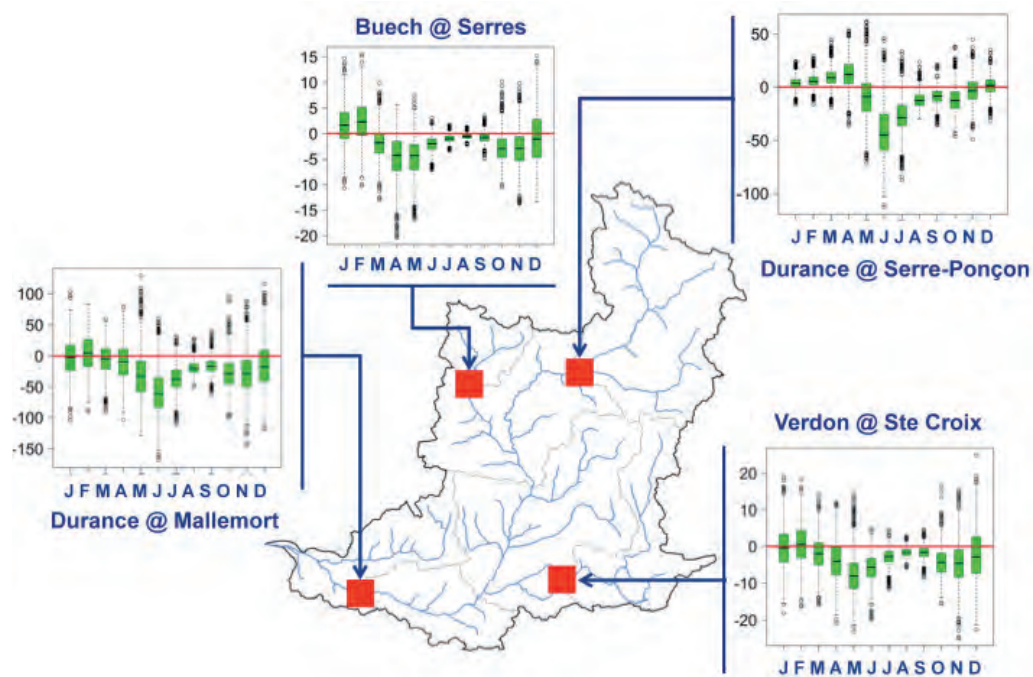 Buech @ Serres
15
10
5
0
-5
-10
-15
-20
J F M A M J J A S O N D
50
0
-50
-100
J F M A M J J A S O N D
Durance @ Serre-Ponçon
100
50
0
-50
-100
-150
J F M A M J J A S O N D
Durance @ Mallemort
Verdon @ Ste Croix
20
10
0
-10
-20
J F M A M J J A S O N D